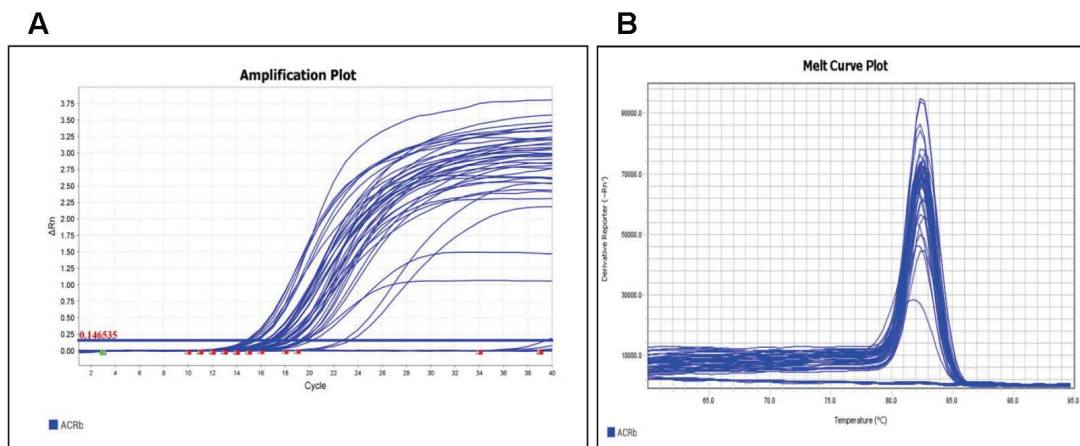 A
B
Amplification Plot
ΔRn
3.75
3.50
3.25
3.00
2.75
2.50
2.25
2.00
1.75
1.50
1.25
1.00
0.75
0.50
0.25
0.00
0.146535
2 4 6 8 10 12 14 16 18 20 22 24 26 28 30 32 34 36 38 40
Cycle
ACRb
Melt Curve Plot
Derivative Reporter (-Rn')
90000.0
70000.0
50000.0
30000.0
10000.0
65.0 70.0 75.0 80.0 85.0 90.0 95.0
Temperature (°C)
ACRb